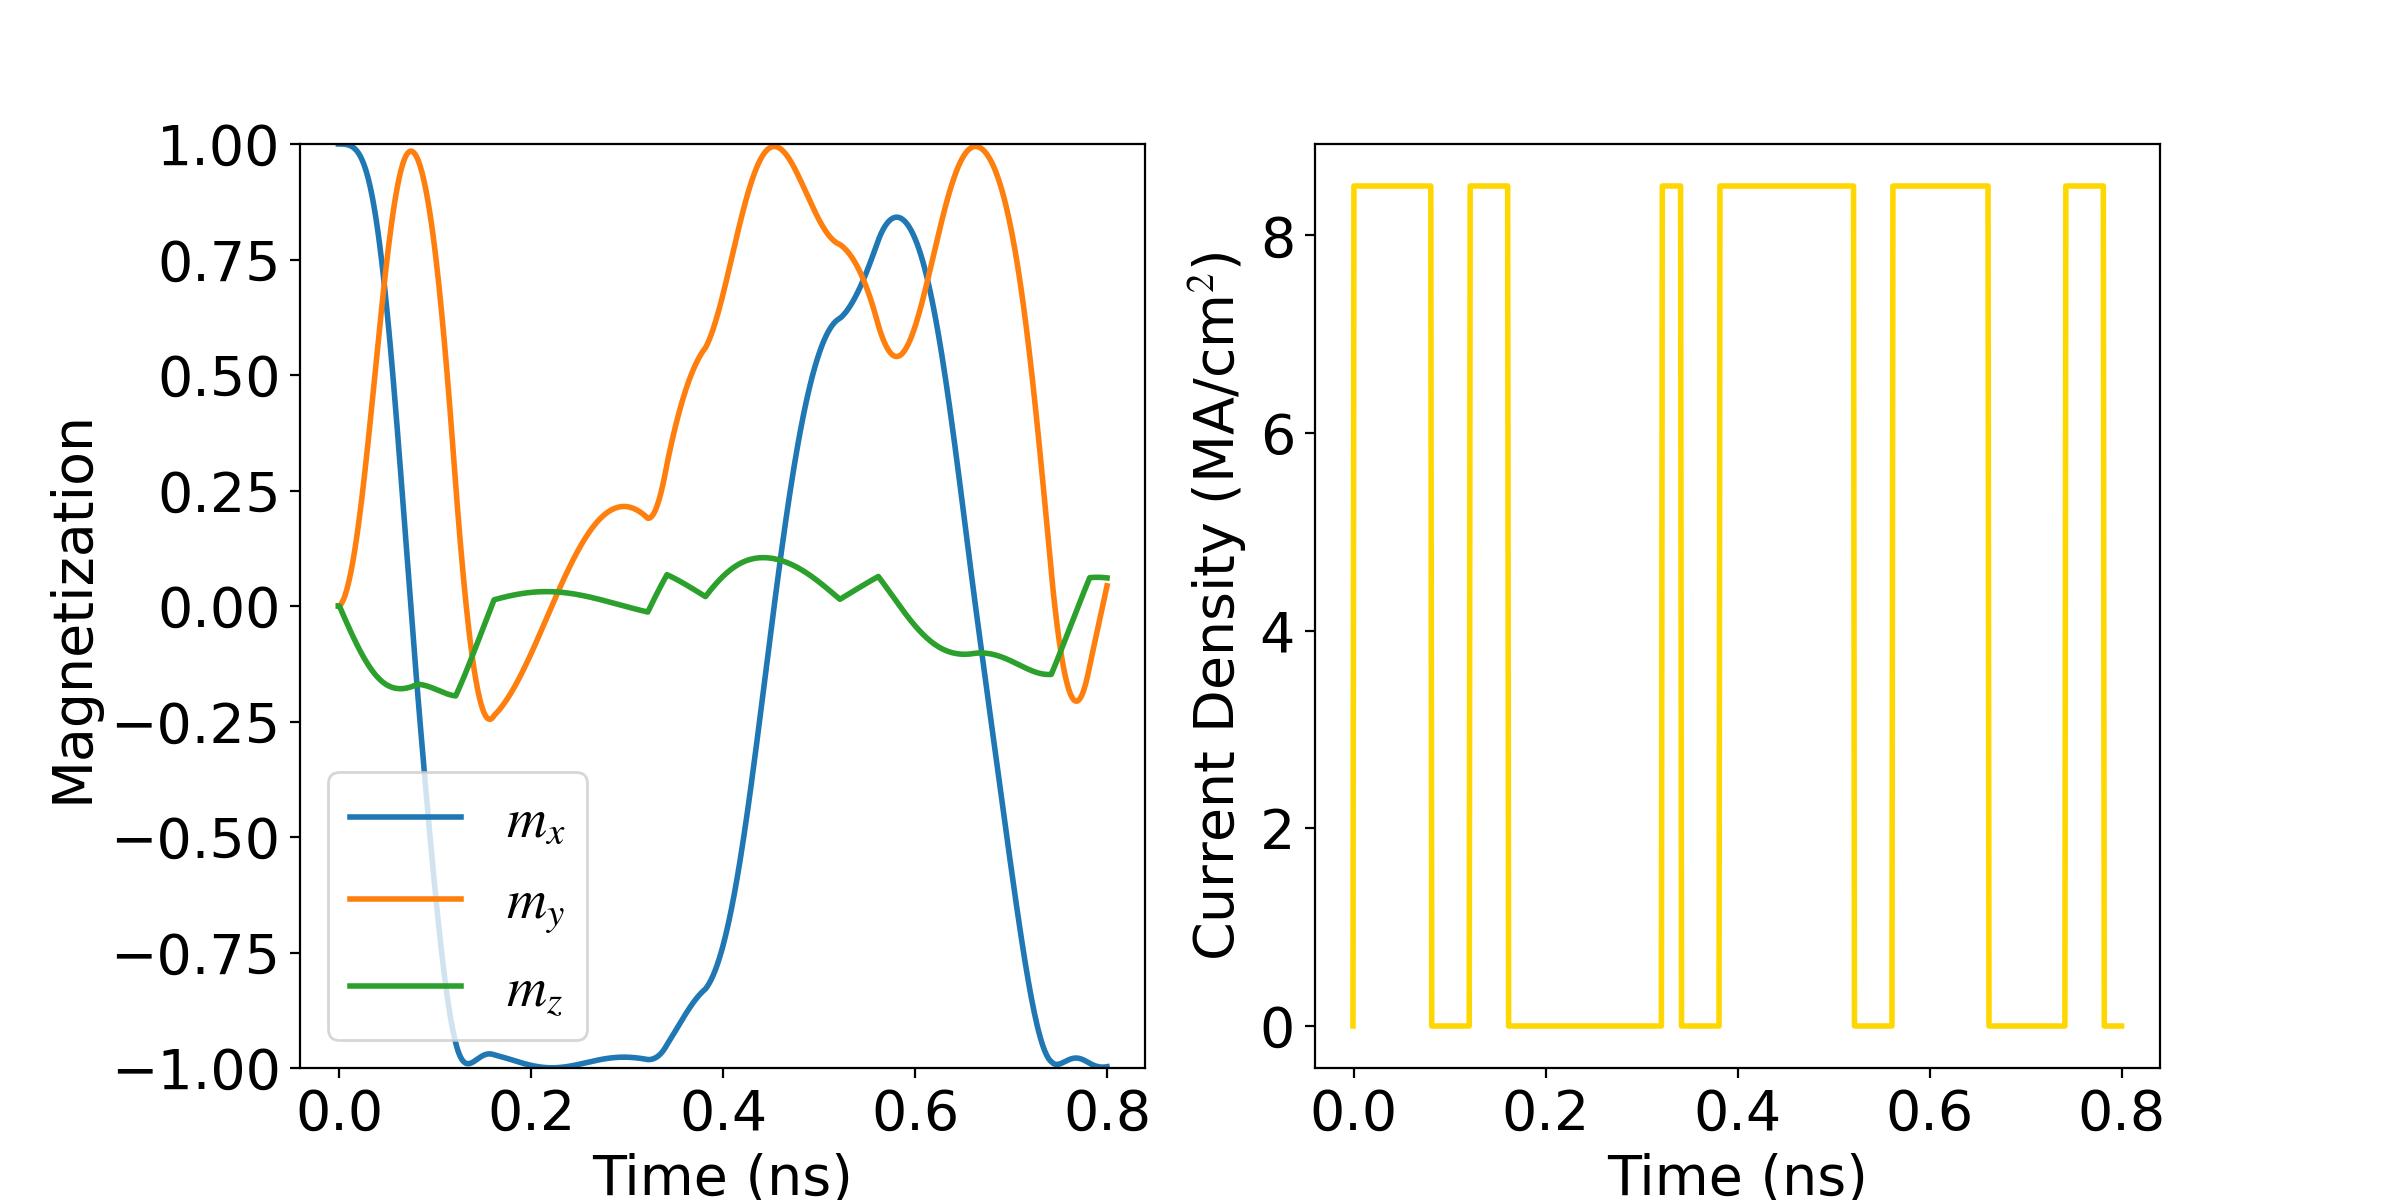 1.00
0.75
0.50
0.25
0.00
−0.25
−0.50
−0.75
−1.00
Magnetization
m_x
m_y
m_z
0.0 0.2 0.4 0.6 0.8
Time (ns)
8
6
4
2
0
Current Density (MA/cm²)
0.0 0.2 0.4 0.6 0.8
Time (ns)